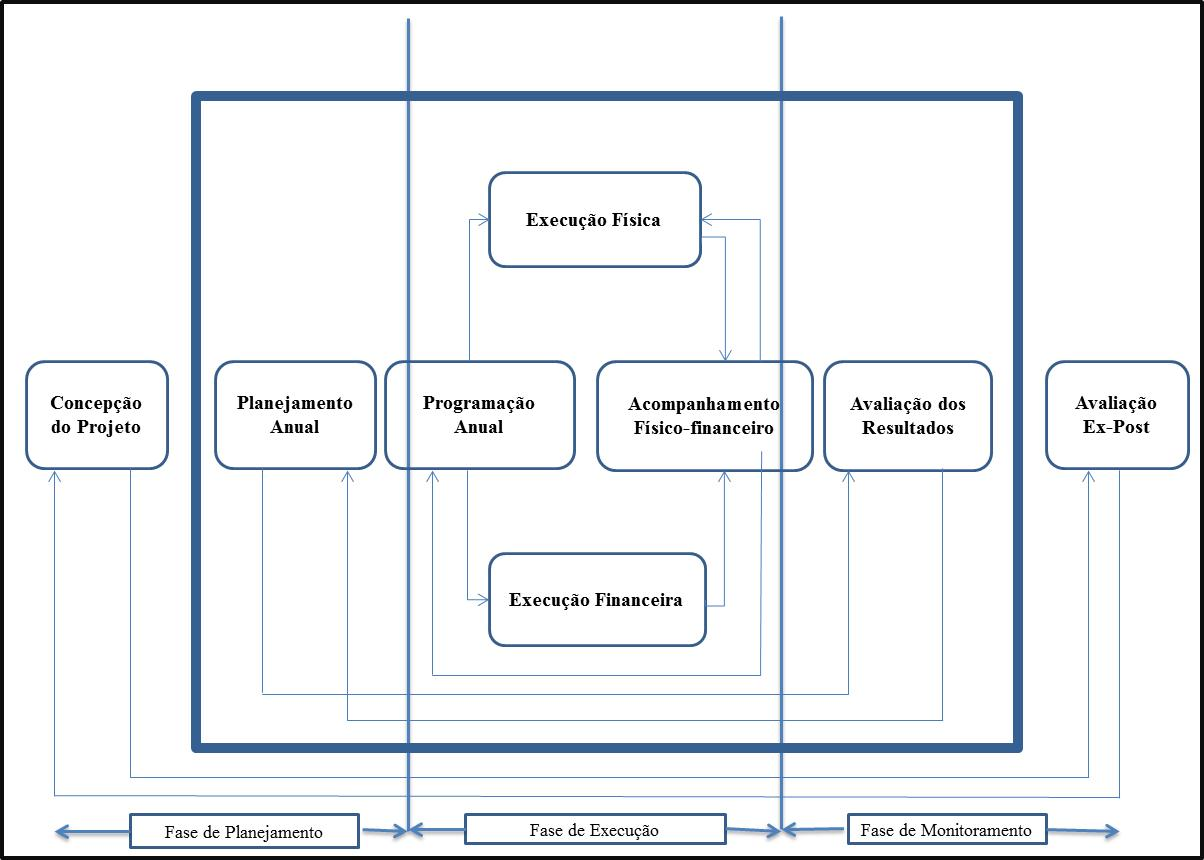 Execução Física
Concepção
do Projeto
Planejamento
Anual
Programação
Anual
Acompanhamento
Físico-financeiro
Avaliação dos
Resultados
Avaliação
Ex-Post
Execução Financeira
Fase de Planejamento
Fase de Execução
Fase de Monitoramento